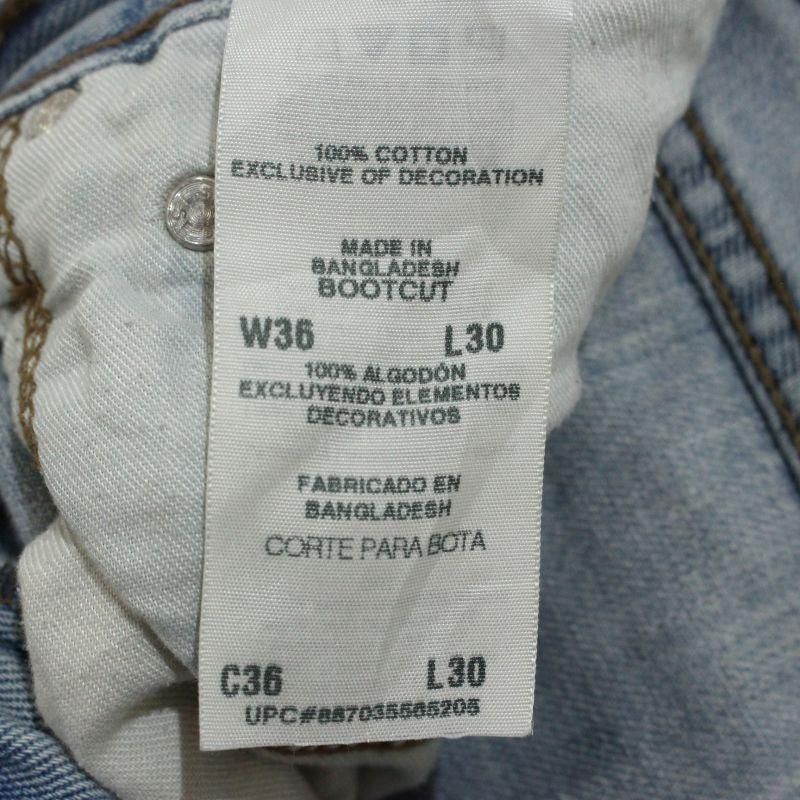 100% COTTON
EXCLUSIVE OF DECORATION
MADE IN
BANGLADESH
BOOTCUT
W36 L30
100% ALGODÓN
EXCLUYENDO ELEMENTOS
DECORATIVOS
FABRICADO EN
BANGLADESH
CORTE PARA BOTA
C36 L30
UPC#887035565205